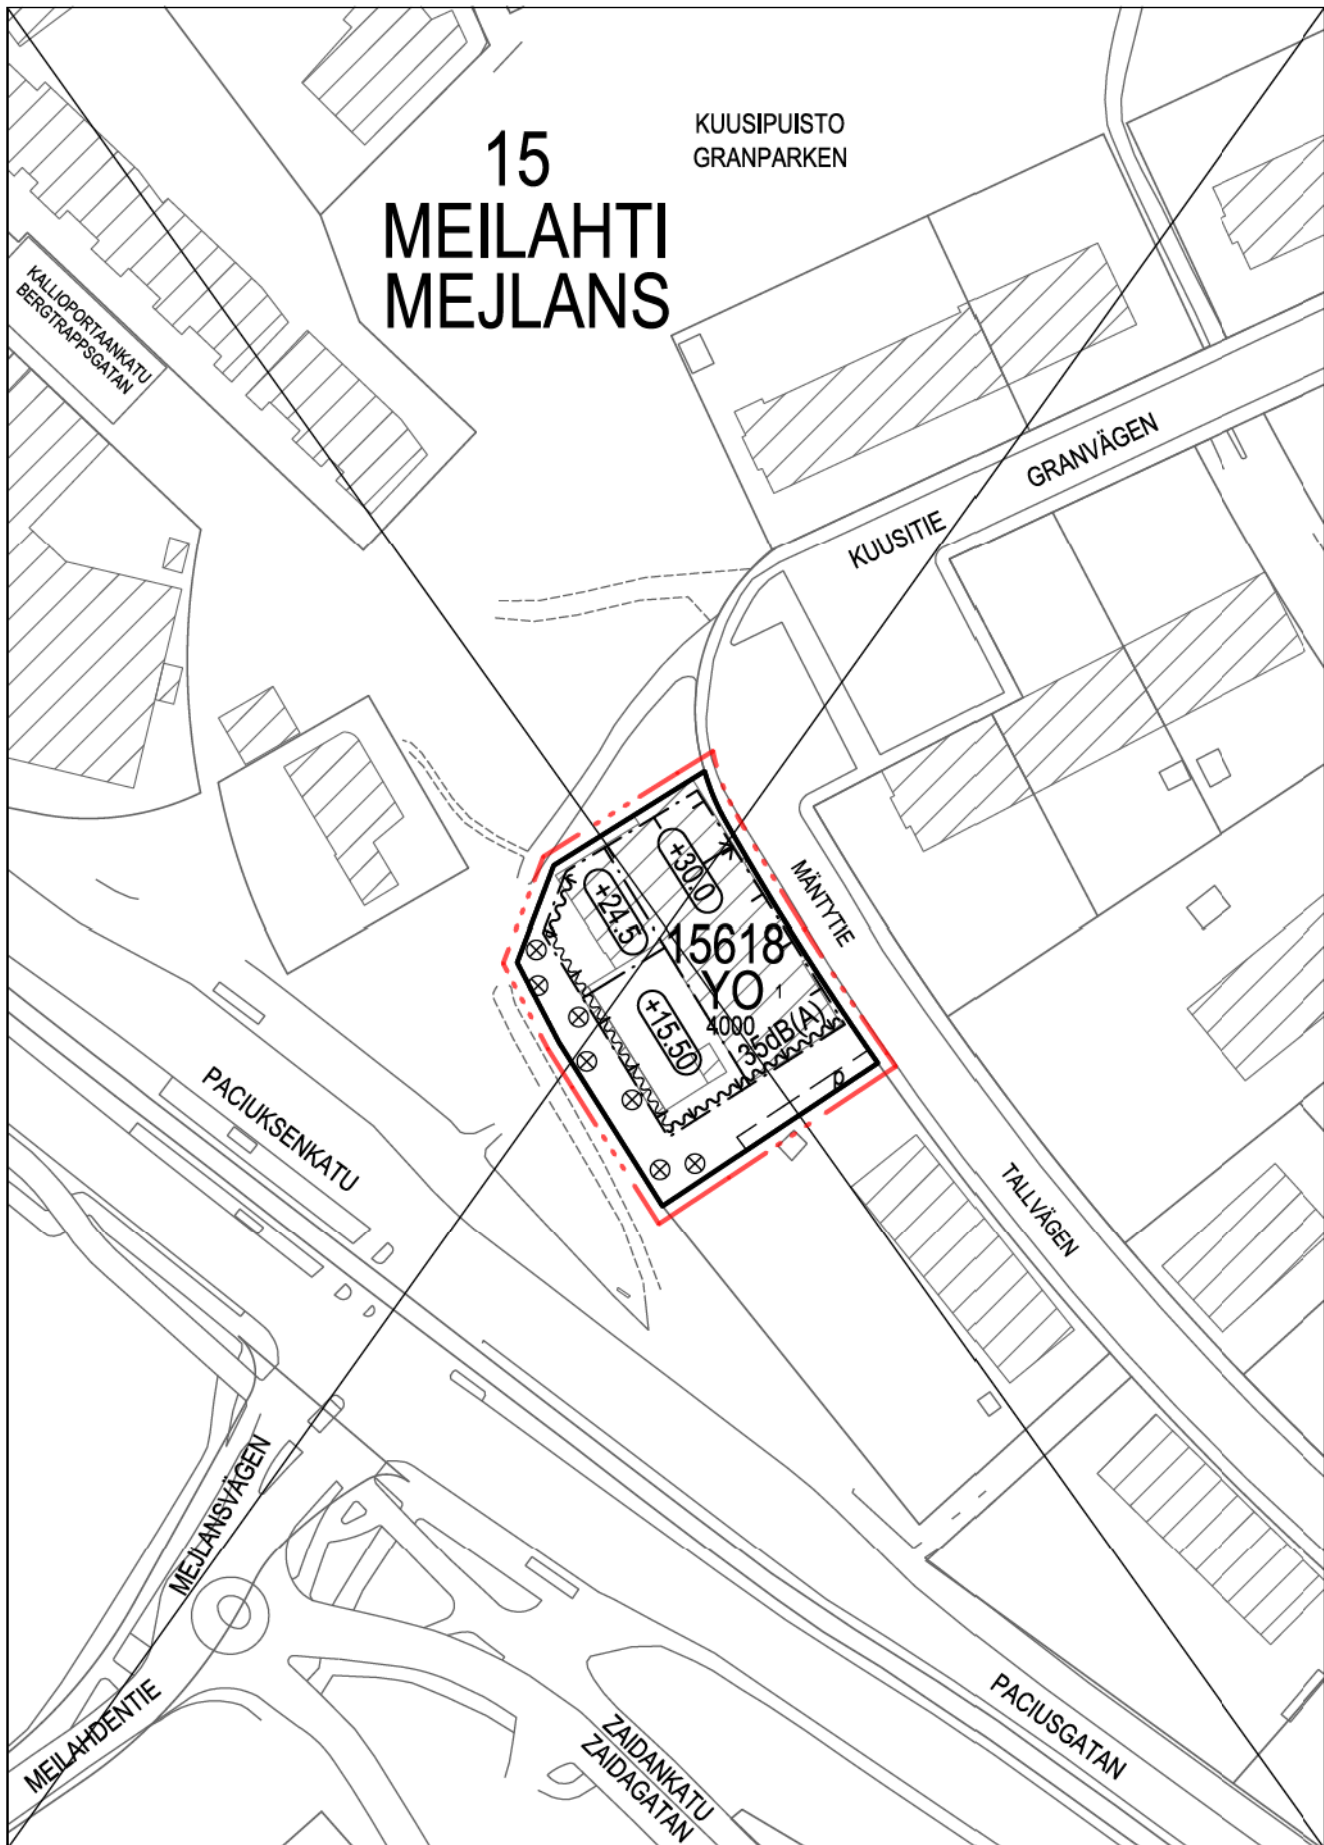 15
MEILAHTI
MEJLANS
KUUSIPUISTO
GRANPARKEN
KALLIOPORTAANKATU
BERGTRAPPSGATAN
GRANVÄGEN
KUUSITIE
MÄNTYTIE
+30.0
+24.5
15618
YO 1
4000
+15.50
35dB(A)
p
PACIUKSENKATU
TALLVÄGEN
MEJLANSVÄGEN
MEILAHDENTIE
ZAIDANKATU
ZAIDAGATAN
PACIUSGATAN